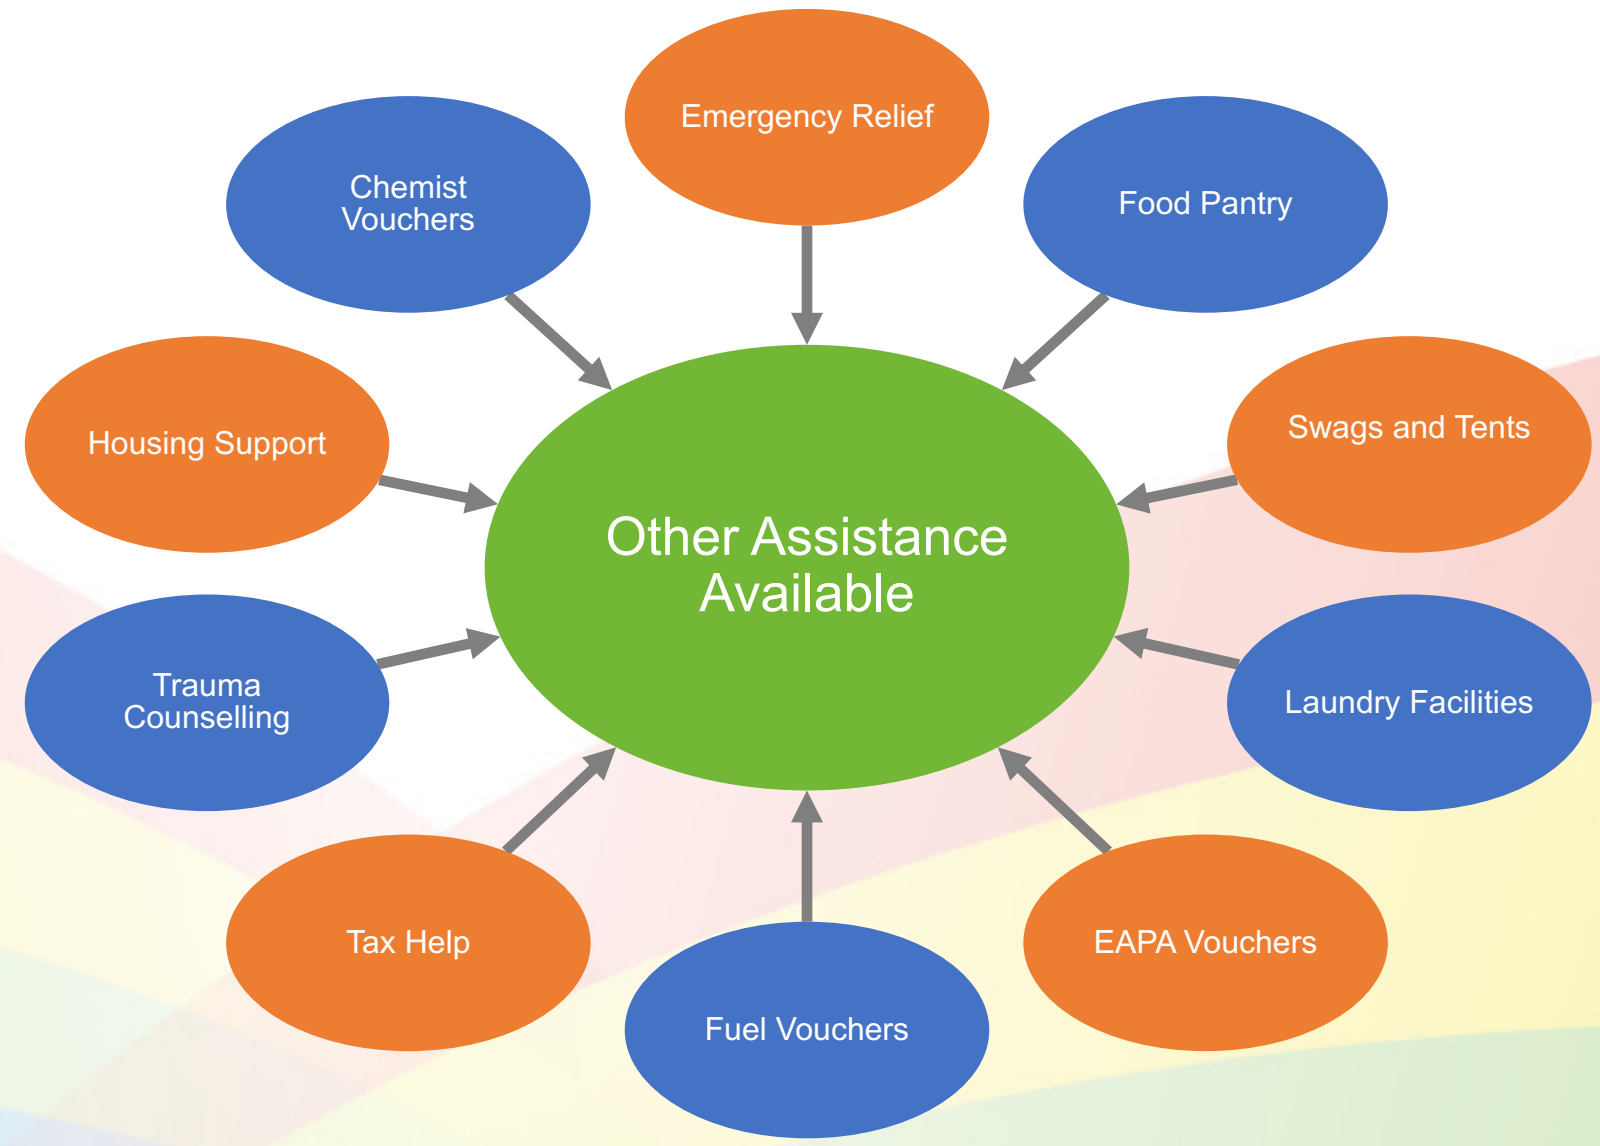 Emergency Relief
Chemist
Vouchers
Food Pantry
Housing Support
Swags and Tents
Other Assistance
Available
Trauma
Counselling
Laundry Facilities
Tax Help
EAPA Vouchers
Fuel Vouchers